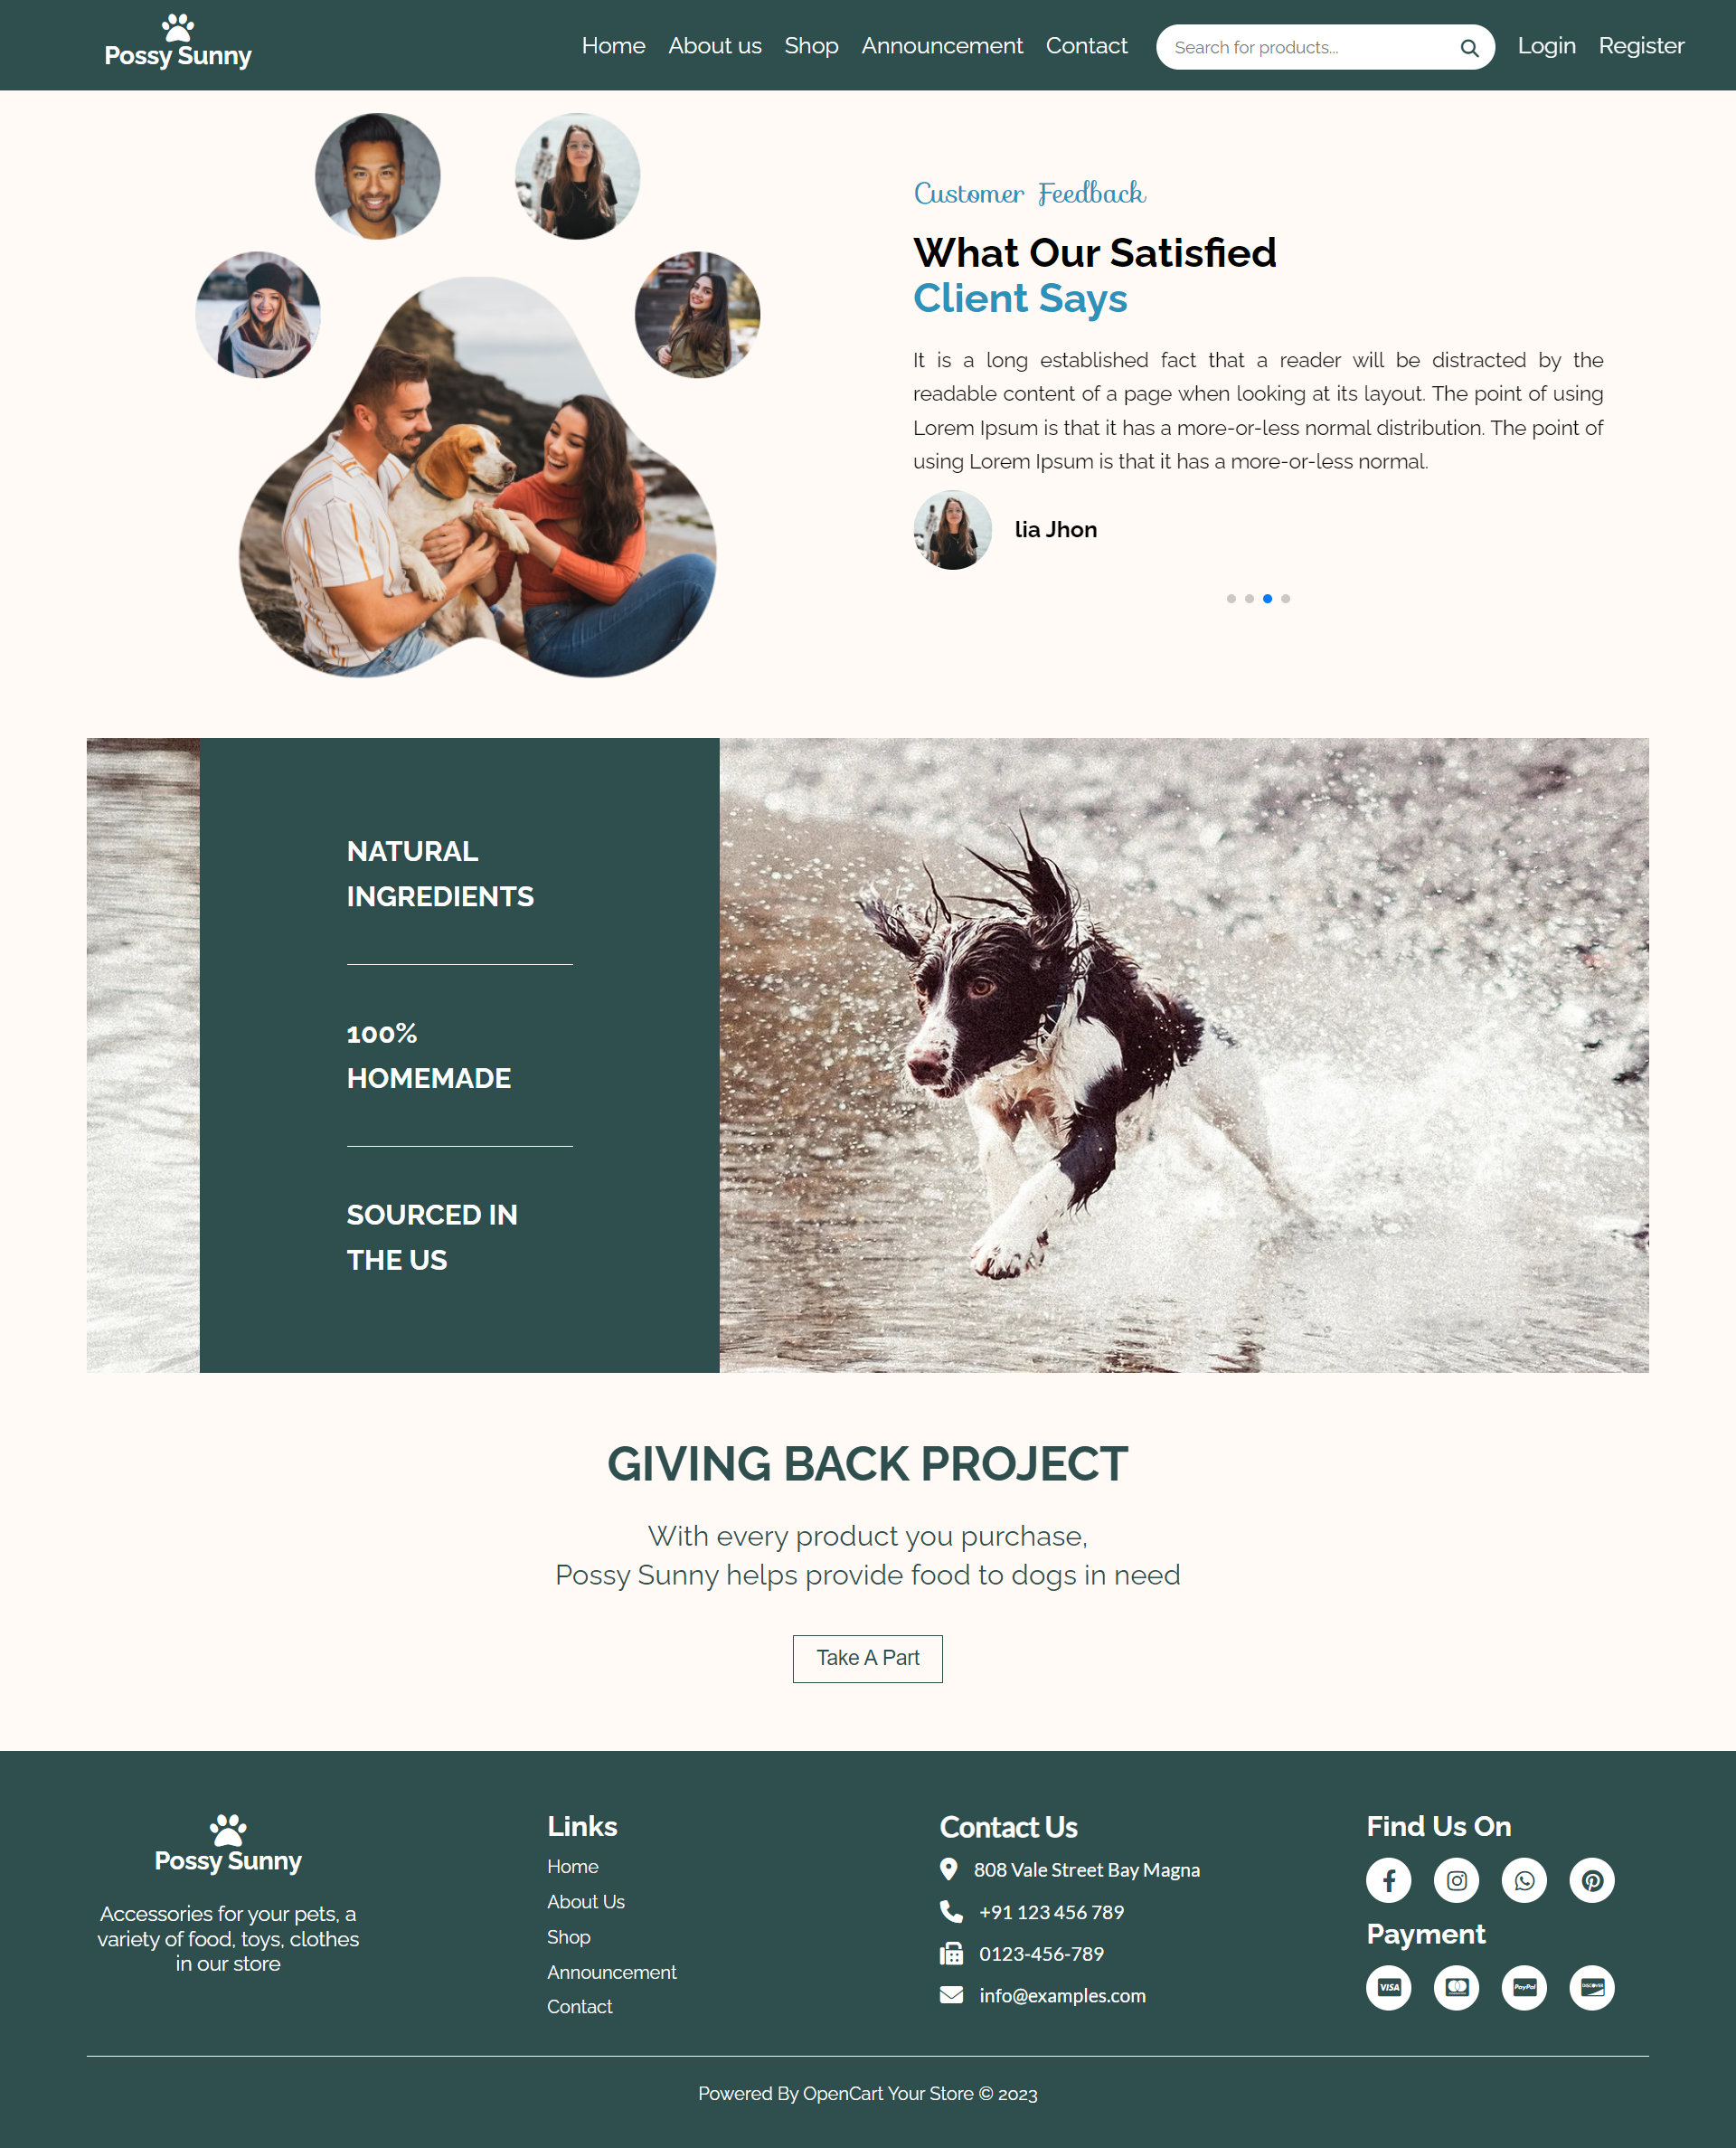 Possy Sunny
Home About us Shop Announcement Contact Search for products... Login Register
Customer Feedback
What Our Satisfied
Client Says
It is a long established fact that a reader will be distracted by the
readable content of a page when looking at its layout. The point of using
Lorem Ipsum is that it has a more-or-less normal distribution. The point of
using Lorem Ipsum is that it has a more-or-less normal.
lia Jhon
NATURAL
INGREDIENTS
100%
HOMEMADE
SOURCED IN
THE US
GIVING BACK PROJECT
With every product you purchase,
Possy Sunny helps provide food to dogs in need
Take A Part
Possy Sunny
Accessories for your pets, a
variety of food, toys, clothes
in our store
Links
Home
About Us
Shop
Announcement
Contact
Contact Us
808 Vale Street Bay Magna
+91 123 456 789
0123-456-789
info@examples.com
Find Us On
Payment
VISA
PayPal
DISCOVER
Powered By OpenCart Your Store © 2023